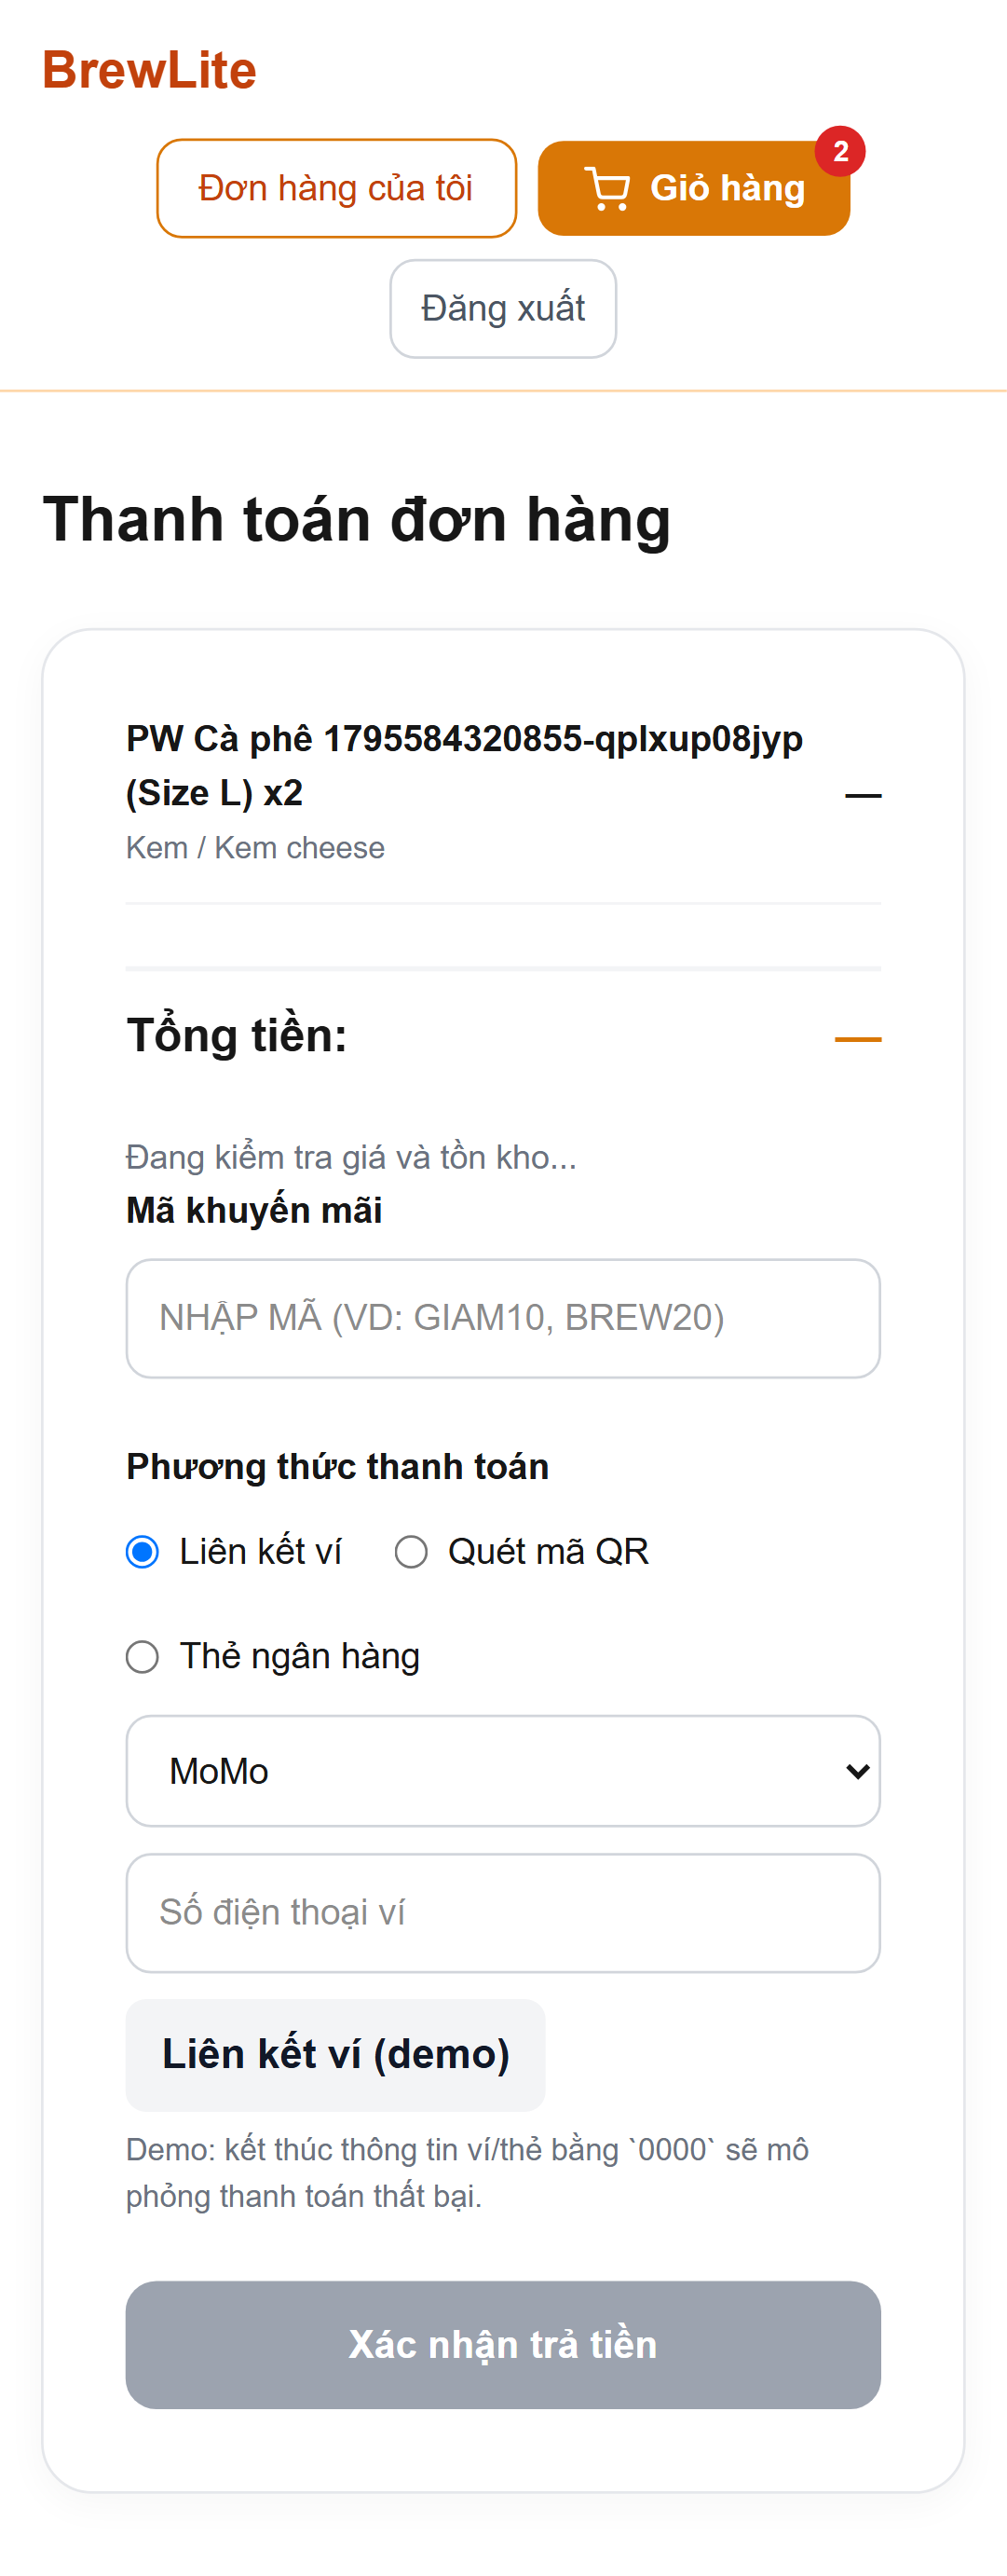 BrewLite
Đơn hàng của tôi
Giỏ hàng
2
Đăng xuất
Thanh toán đơn hàng
PW Cà phê 1795584320855-qplxup08jyp
(Size L) x2
—
Kem / Kem cheese
Tổng tiền:
—
Đang kiểm tra giá và tồn kho...
Mã khuyến mãi
NHẬP MÃ (VD: GIAM10, BREW20)
Phương thức thanh toán
Liên kết ví
Quét mã QR
Thẻ ngân hàng
MoMo
Số điện thoại ví
Liên kết ví (demo)
Demo: kết thúc thông tin ví/thẻ bằng `0000` sẽ mô
phỏng thanh toán thất bại.
Xác nhận trả tiền